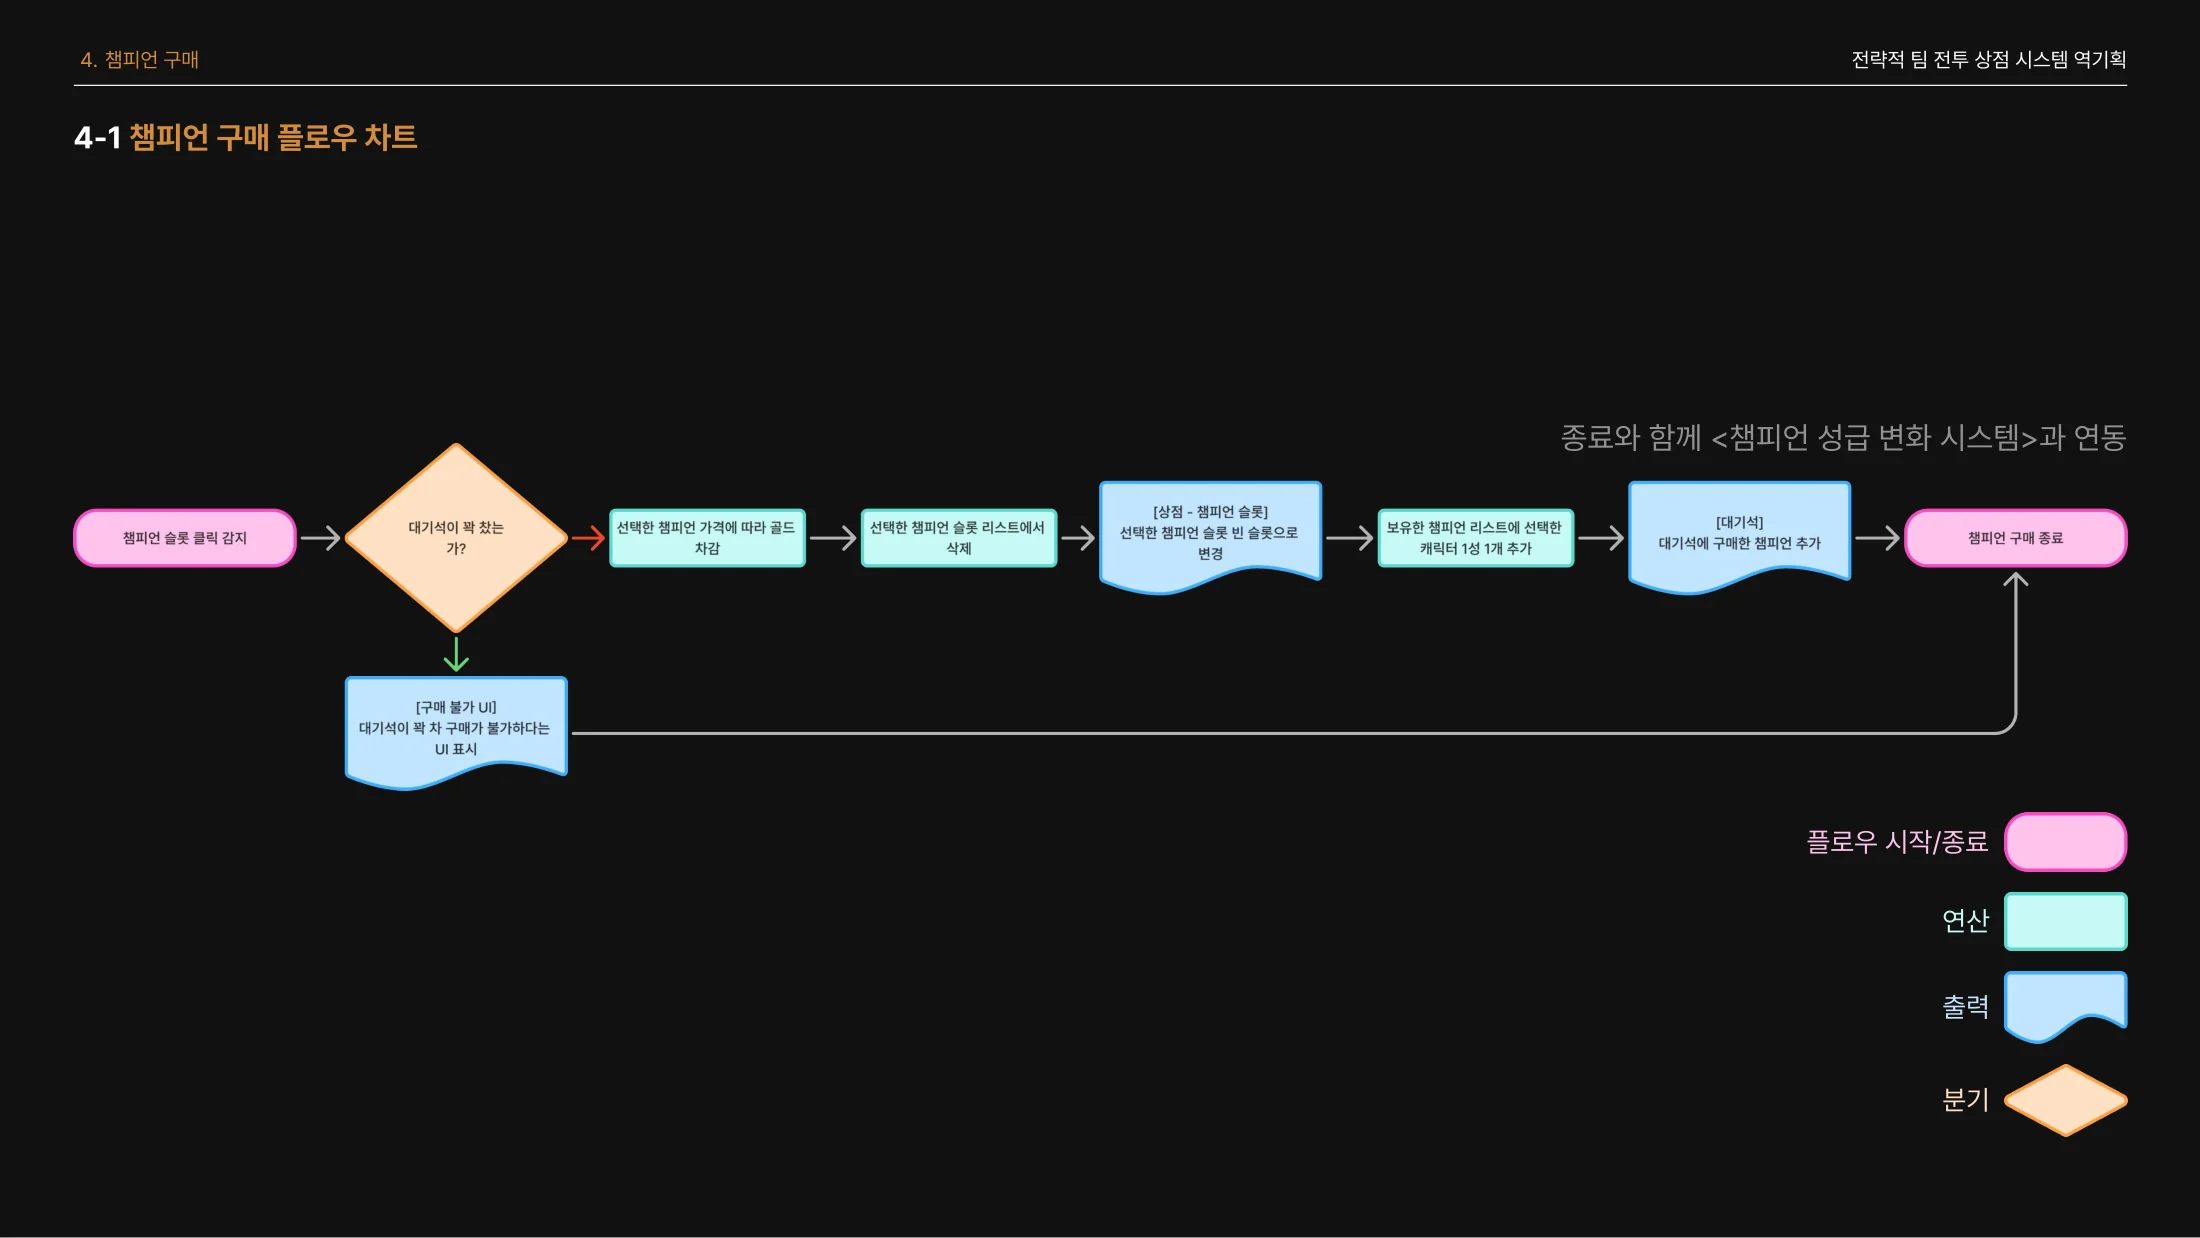 4. 챔피언 구매
전략적 팀 전투 상점 시스템 역기획
4-1 챔피언 구매 플로우 차트
종료와 함께 <챔피언 성급 변화 시스템>과 연동
챔피언 슬롯 클릭 감지
대기석이 꽉 찼는
가?
선택한 챔피언 가격에 따라 골드
차감
선택한 챔피언 슬롯 리스트에서
삭제
[상점 - 챔피언 슬롯]
선택한 챔피언 슬롯 빈 슬롯으로
변경
보유한 챔피언 리스트에 선택한
캐릭터 1성 1개 추가
[대기석]
대기석에 구매한 챔피언 추가
챔피언 구매 종료
[구매 불가 UI]
대기석이 꽉 차 구매가 불가하다는
UI 표시
플로우 시작/종료
연산
출력
분기